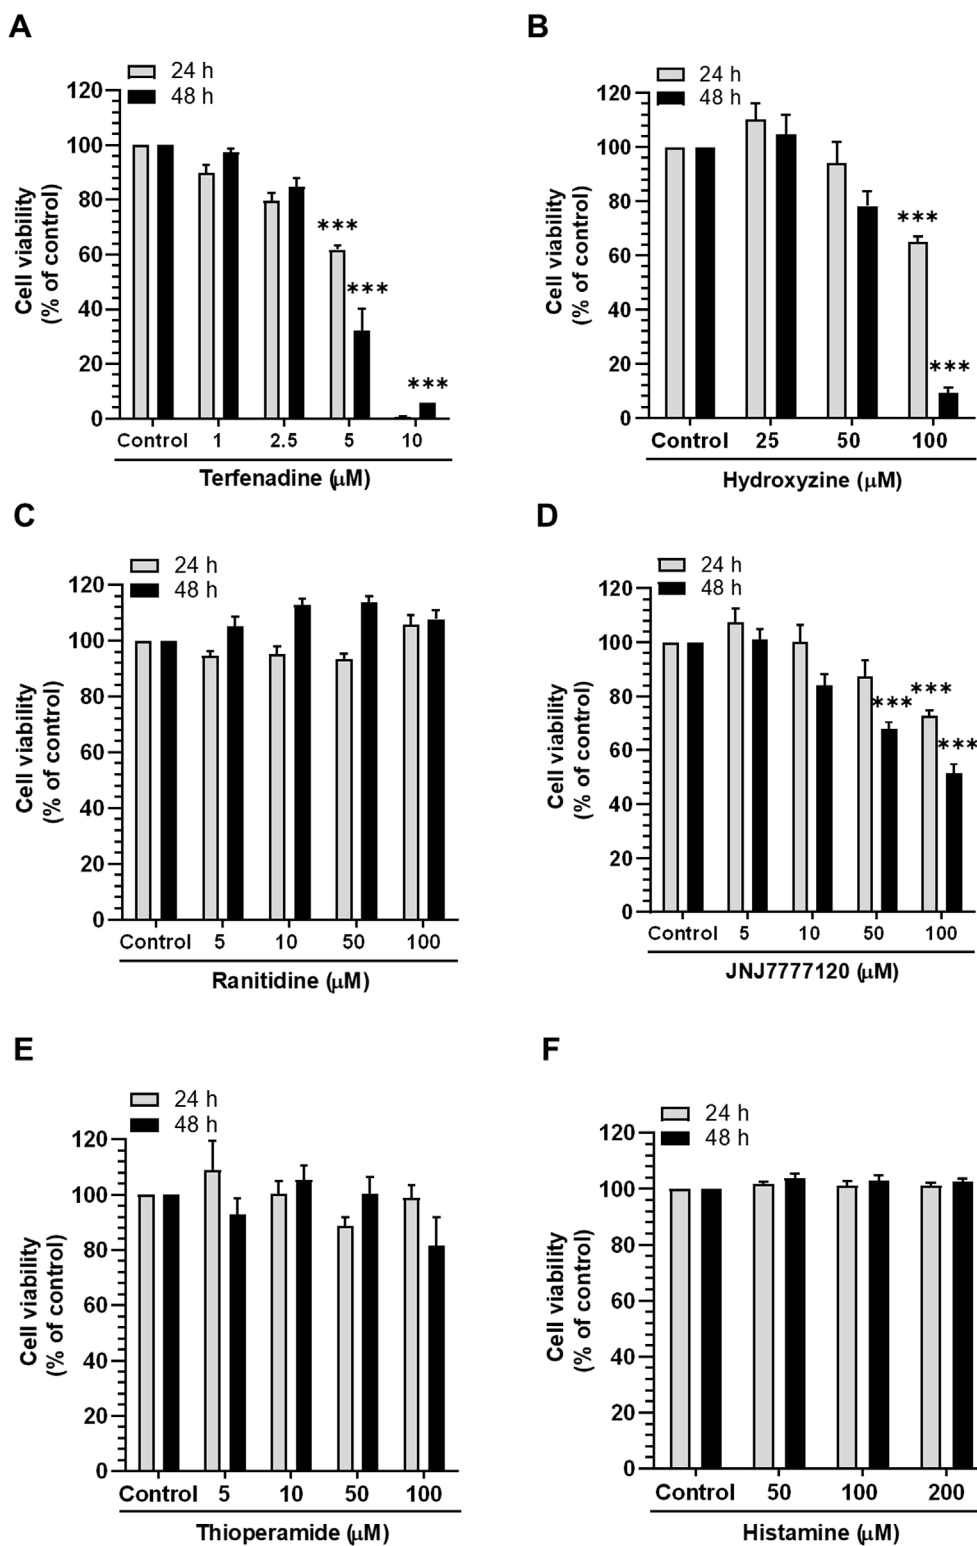 A
24 h
48 h
Cell viability
(% of control)
120
100
80
60
40
20
0
***
***
***
Control 1 2.5 5 10
Terfenadine (µM)
B
24 h
48 h
Cell viability
(% of control)
120
100
80
60
40
20
0
***
***
Control 25 50 100
Hydroxyzine (µM)
C
24 h
48 h
Cell viability
(% of control)
120
100
80
60
40
20
0
Control 5 10 50 100
Ranitidine (µM)
D
24 h
48 h
Cell viability
(% of control)
120
100
80
60
40
20
0
***
***
***
Control 5 10 50 100
JNJ7777120 (µM)
E
24 h
48 h
Cell viability
(% of control)
120
100
80
60
40
20
0
Control 5 10 50 100
Thioperamide (µM)
F
24 h
48 h
Cell viability
(% of control)
120
100
80
60
40
20
0
Control 50 100 200
Histamine (µM)